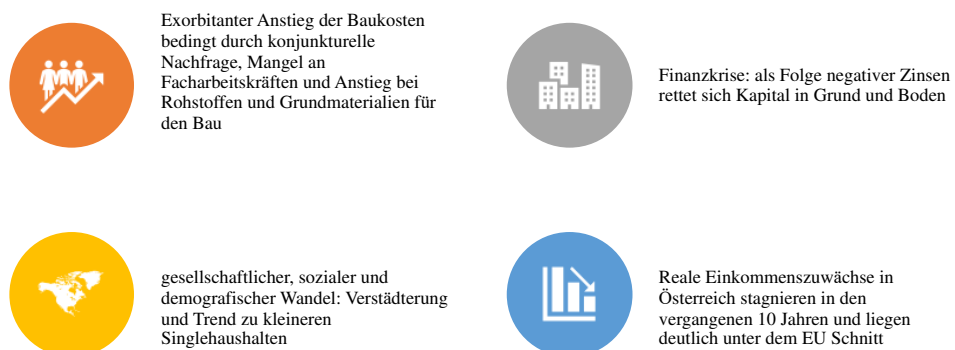 Exorbitanter Anstieg der Baukosten
bedingt durch konjunkturelle
Nachfrage, Mangel an
Facharbeitskräften und Anstieg bei
Rohstoffen und Grundmaterialien für
den Bau
Finanzkrise: als Folge negativer Zinsen
rettet sich Kapital in Grund und Boden
gesellschaftlicher, sozialer und
demografischer Wandel: Verstädterung
und Trend zu kleineren
Singlehaushalten
Reale Einkommenszuwächse in
Österreich stagnieren in den
vergangenen 10 Jahren und liegen
deutlich unter dem EU Schnitt